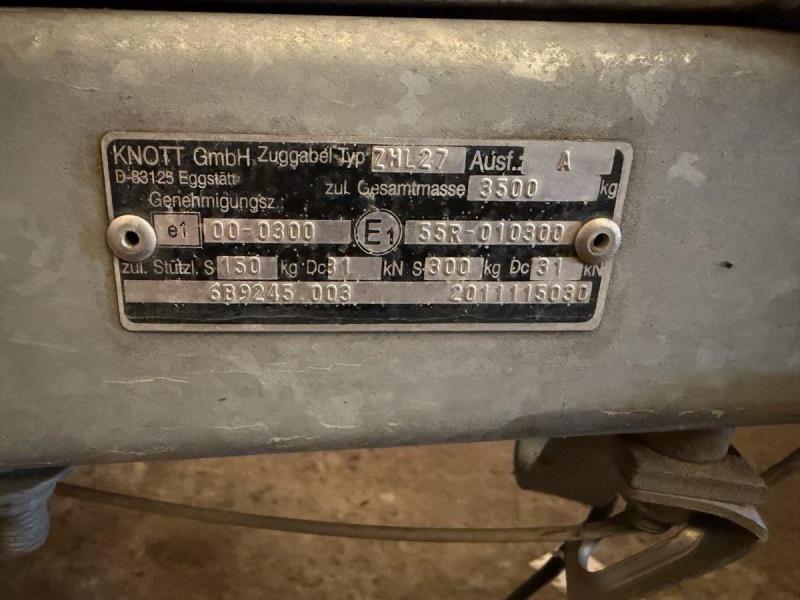 KNOTT GmbH Zuggabel Typ ZHL27 Ausf.: A
D-83125 Eggstätt zul. Gesamtmasse 3500 kg
Genehmigungsz.:
e1 00-0300 E1 55R-010300
zul. Stützl. S 150 kg Dc 31 kN S 300 kg Dc 31 kN
6B9245.003 2011115030